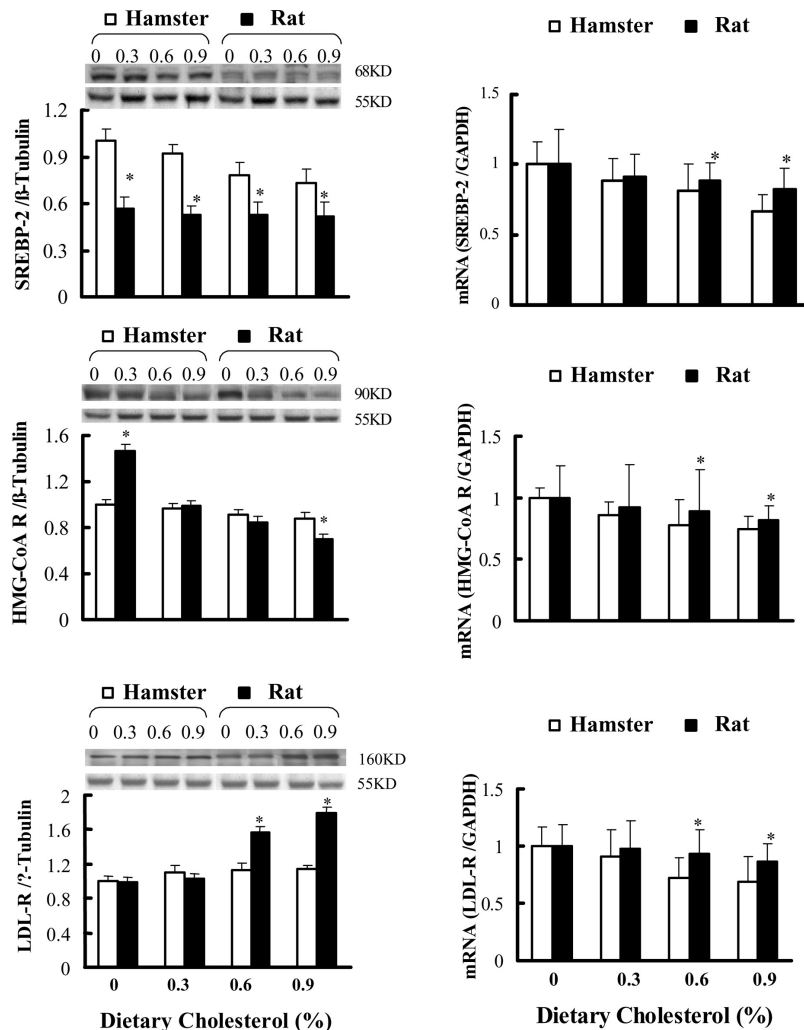 □ Hamster ■ Rat
0 0.3 0.6 0.9 0 0.3 0.6 0.9
68KD
55KD
SREBP-2 /ß-Tubulin
1.2
0.9
0.6
0.3
0
* * * *
□ Hamster ■ Rat
mRNA (SREBP-2 /GAPDH)
1.5
1
0.5
0
* *
□ Hamster ■ Rat
0 0.3 0.6 0.9 0 0.3 0.6 0.9
90KD
55KD
HMG-CoA R /ß-Tubulin
1.6
1.2
0.8
0.4
0
* *
□ Hamster ■ Rat
mRNA (HMG-CoA R /GAPDH)
1.5
1
0.5
0
* *
□ Hamster ■ Rat
0 0.3 0.6 0.9 0 0.3 0.6 0.9
160KD
55KD
LDL-R /?-Tubulin
2
1.6
1.2
0.8
0.4
0
* *
0 0.3 0.6 0.9
Dietary Cholesterol (%)
□ Hamster ■ Rat
mRNA (LDL-R /GAPDH)
1.5
1
0.5
0
* *
0 0.3 0.6 0.9
Dietary Cholesterol (%)